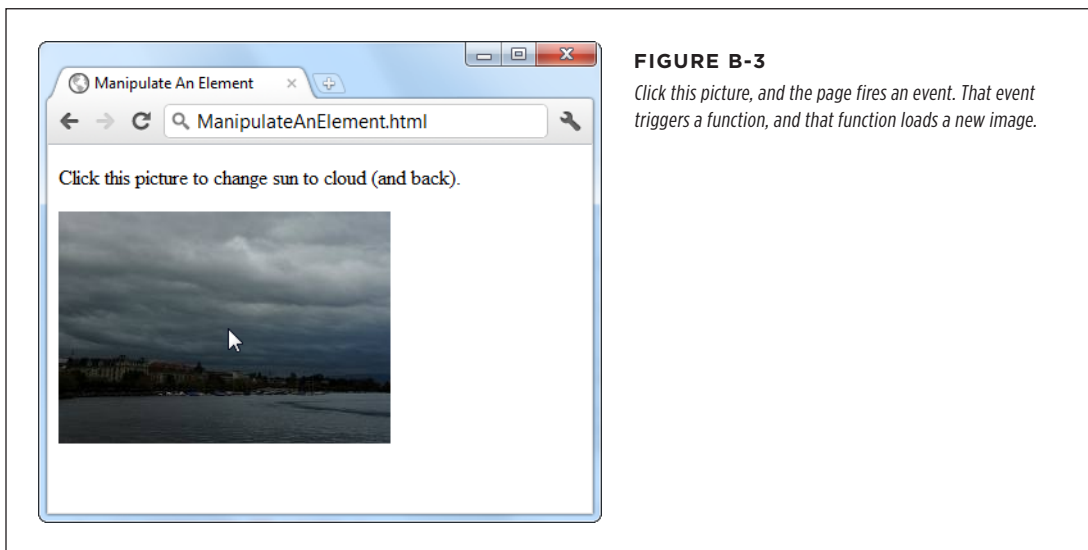 Manipulate An Element
ManipulateAnElement.html
Click this picture to change sun to cloud (and back).
FIGURE B-3
Click this picture, and the page fires an event. That event
triggers a function, and that function loads a new image.